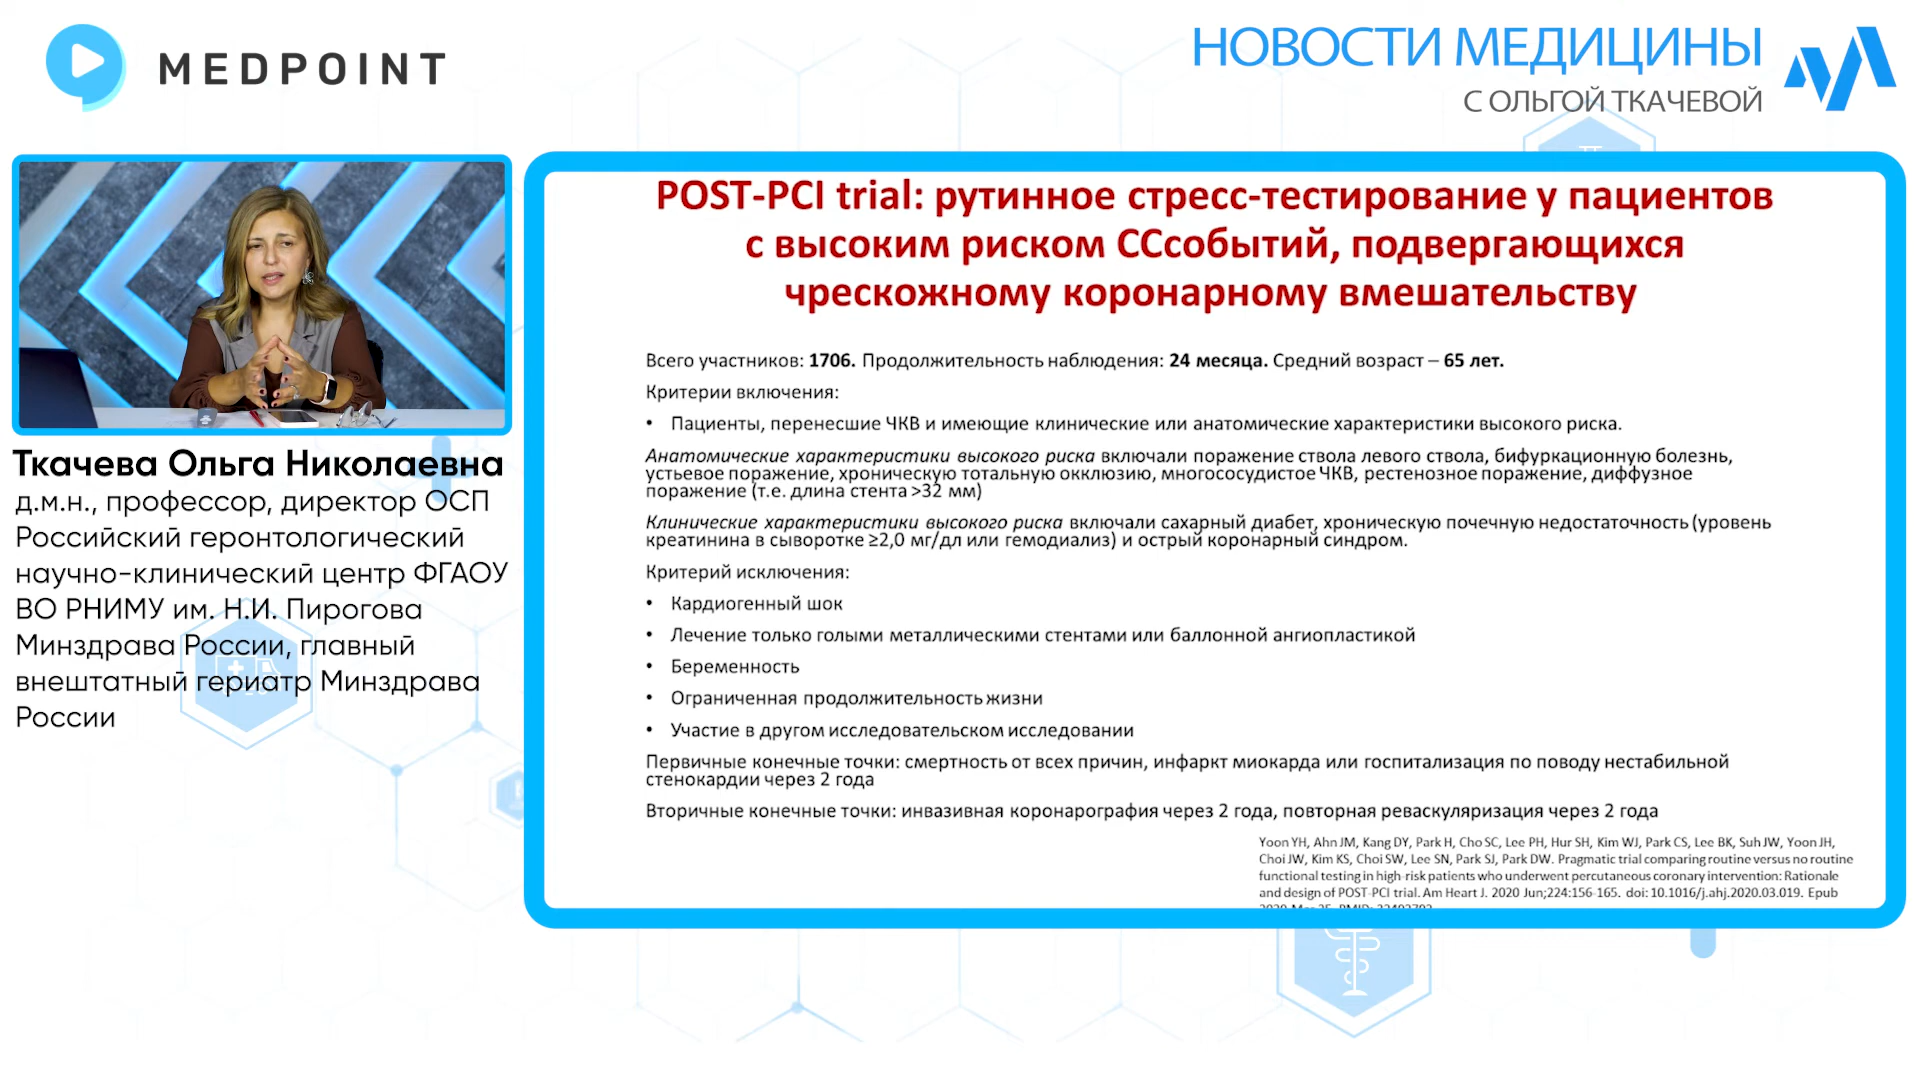 MEDPOINT
НОВОСТИ МЕДИЦИНЫ
С ОЛЬГОЙ ТКАЧЕВОЙ
Ткачева Ольга Николаевна
д.м.н., профессор, директор ОСП
Российский геронтологический
научно-клинический центр ФГАОУ
ВО РНИМУ им. Н.И. Пирогова
Минздрава России, главный
внештатный гериатр Минздрава
России
POST-PCI trial: рутинное стресс-тестирование у пациентов
с высоким риском ССсобытий, подвергающихся
чрескожному коронарному вмешательству
Всего участников: 1706. Продолжительность наблюдения: 24 месяца. Средний возраст – 65 лет.
Критерии включения:
• Пациенты, перенесшие ЧКВ и имеющие клинические или анатомические характеристики высокого риска.
Анатомические характеристики высокого риска включали поражение ствола левого ствола, бифуркационную болезнь,
устьевое поражение, хроническую тотальную окклюзию, многососудистое ЧКВ, рестенозное поражение, диффузное
поражение (т.е. длина стента >32 мм)
Клинические характеристики высокого риска включали сахарный диабет, хроническую почечную недостаточность (уровень
креатинина в сыворотке ≥2,0 мг/дл или гемодиализ) и острый коронарный синдром.
Критерий исключения:
• Кардиогенный шок
• Лечение только голыми металлическими стентами или баллонной ангиопластикой
• Беременность
• Ограниченная продолжительность жизни
• Участие в другом исследовательском исследовании
Первичные конечные точки: смертность от всех причин, инфаркт миокарда или госпитализация по поводу нестабильной
стенокардии через 2 года
Вторичные конечные точки: инвазивная коронарография через 2 года, повторная реваскуляризация через 2 года
Yoon YH, Ahn JM, Kang DY, Park H, Cho SC, Lee PH, Hur SH, Kim WJ, Park CS, Lee BK, Suh JW, Yoon JH,
Choi JW, Kim KS, Choi SW, Lee SN, Park SJ, Park DW. Pragmatic trial comparing routine versus no routine
functional testing in high-risk patients who underwent percutaneous coronary intervention: Rationale
and design of POST-PCI trial. Am Heart J. 2020 Jun;224:156-165. doi: 10.1016/j.ahj.2020.03.019. Epub